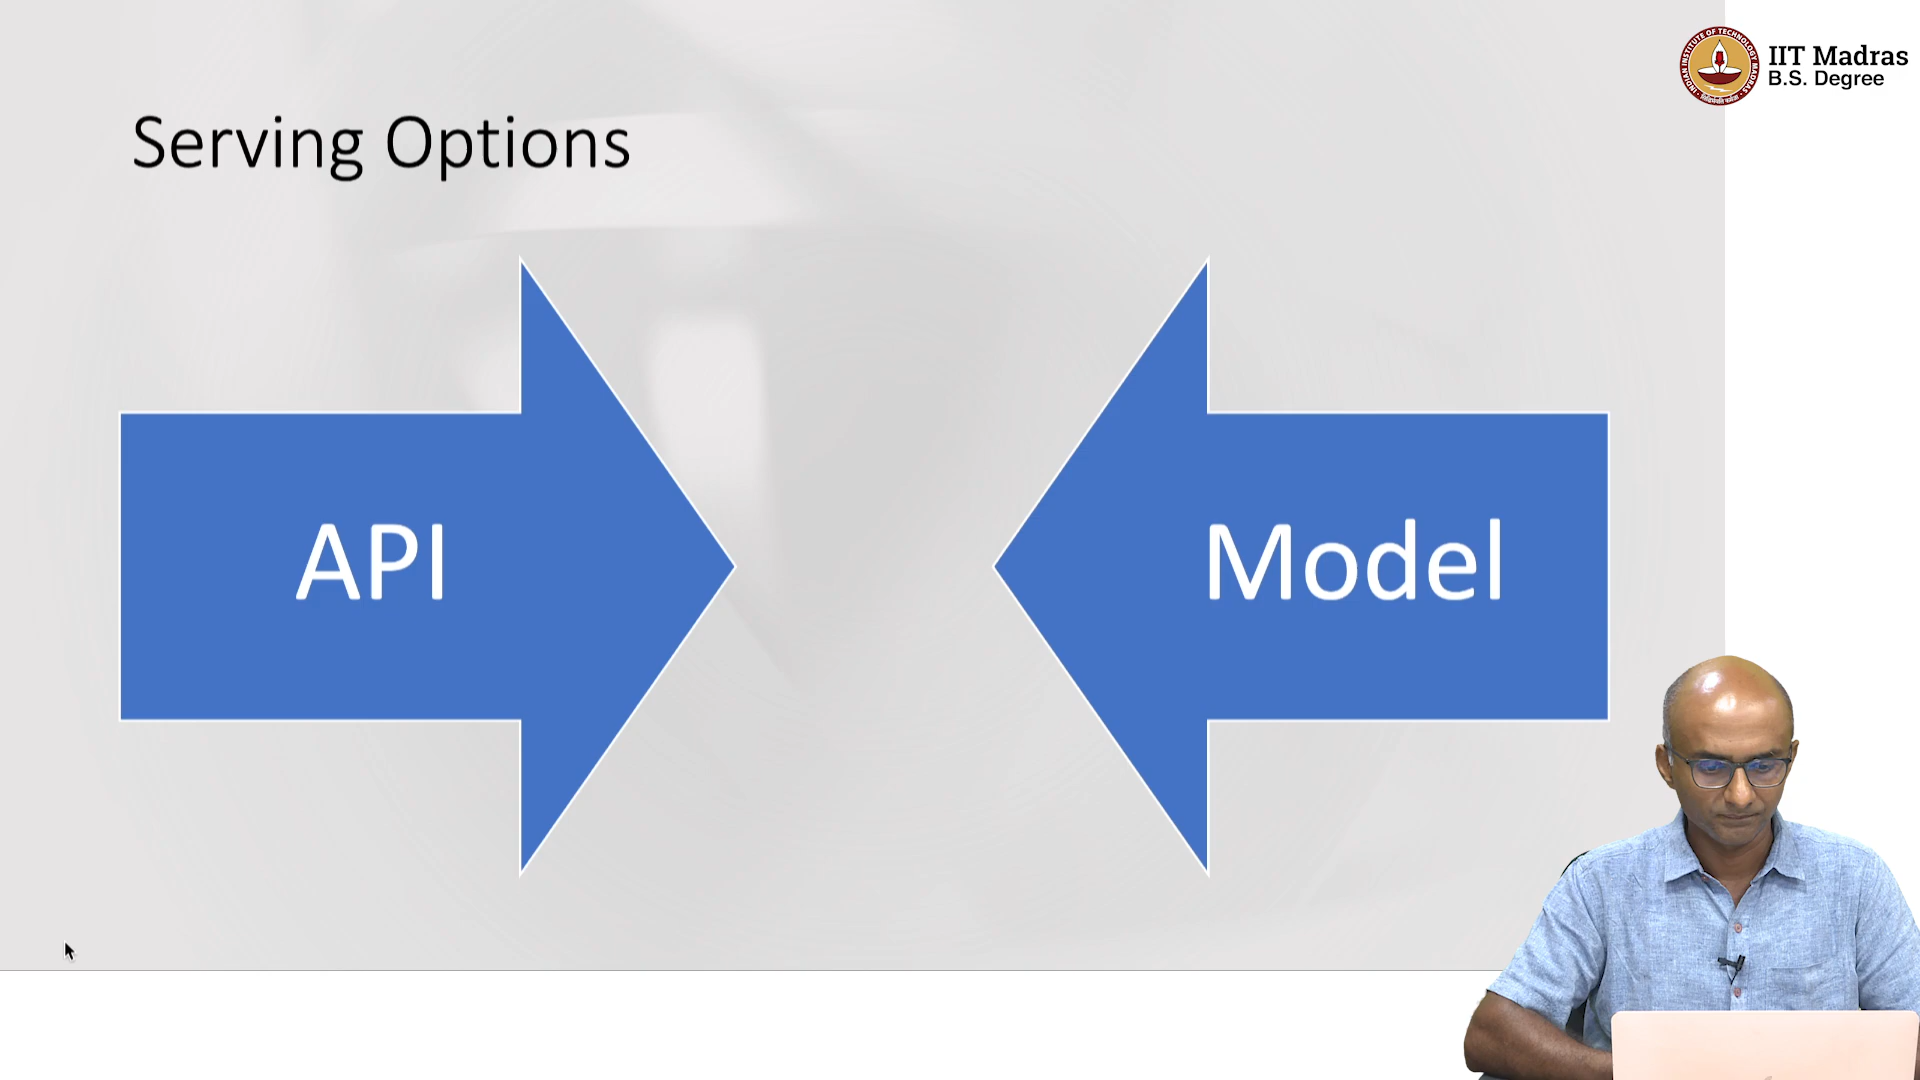 IIT Madras
B.S. Degree
Serving Options
API
Model